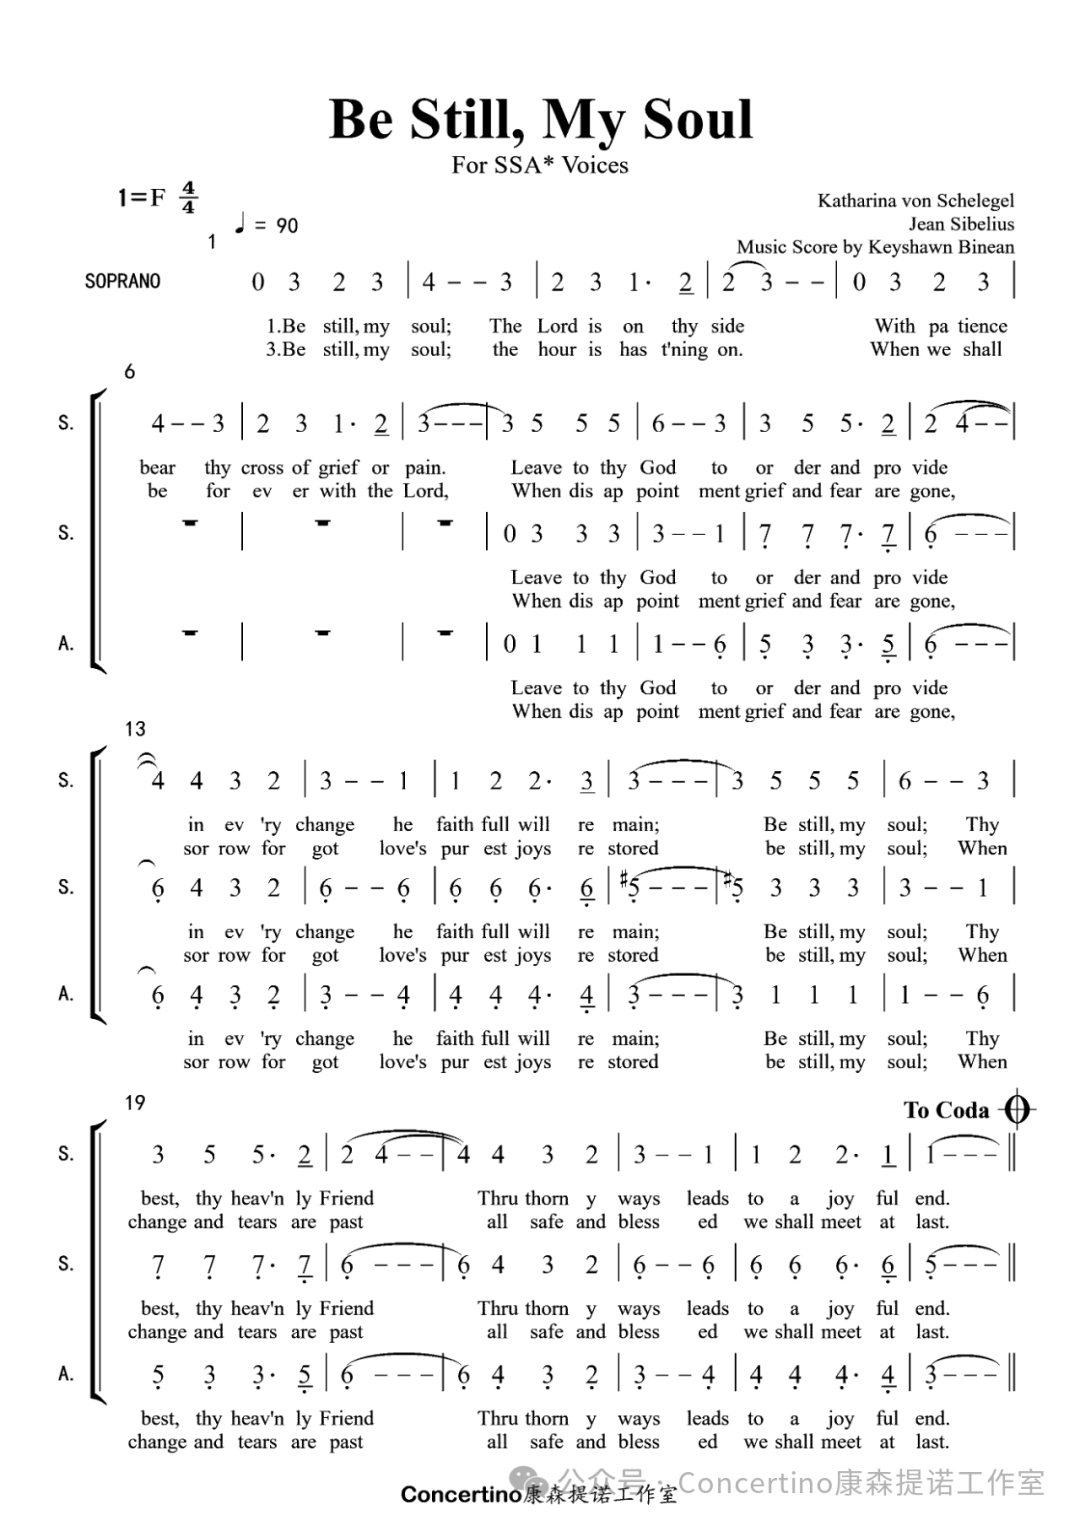 Be Still, My Soul
For SSA* Voices
1=F 4/4
♩ = 90
Katharina von Schelegel
Jean Sibelius
Music Score by Keyshawn Binean
1
SOPRANO 0 3 2 3 | 4 - - 3 | 2 3 1· 2 | 2 3 - - | 0 3 2 3 |
1.Be still, my soul; The Lord is on thy side With pa tience
3.Be still, my soul; the hour is has t'ning on. When we shall
6
S. 4 - - 3 | 2 3 1· 2 | 3 - - - | 3 5 5 5 | 6 - - 3 | 3 5 5· 2 | 2 4 - - |
bear thy cross of grief or pain. Leave to thy God to or der and pro vide
be for ev er with the Lord, When dis ap point ment grief and fear are gone,
S. 0 3 3 3 | 3 - - 1 | 7 7 7· 7 | 6 - - - |
Leave to thy God to or der and pro vide
When dis ap point ment grief and fear are gone,
A. 0 1 1 1 | 1 - - 6 | 5 3 3· 5 | 6 - - - |
Leave to thy God to or der and pro vide
When dis ap point ment grief and fear are gone,
13
S. 4 4 3 2 | 3 - - 1 | 1 2 2· 3 | 3 - - - | 3 5 5 5 | 6 - - 3 |
in ev 'ry change he faith full will re main; Be still, my soul; Thy
sor row for got love's pur est joys re stored be still, my soul; When
S. 6 4 3 2 | 6 - - 6 | 6 6 6· 6 | #5 - - - | #5 3 3 3 | 3 - - 1 |
in ev 'ry change he faith full will re main; Be still, my soul; Thy
sor row for got love's pur est joys re stored be still, my soul; When
A. 6 4 3 2 | 3 - - 4 | 4 4 4· 4 | 3 - - - | 3 1 1 1 | 1 - - 6 |
in ev 'ry change he faith full will re main; Be still, my soul; Thy
sor row for got love's pur est joys re stored be still, my soul; When
19
To Coda
S. 3 5 5· 2 | 2 4 - - | 4 4 3 2 | 3 - - 1 | 1 2 2· 1 | 1 - - - ||
best, thy heav'n ly Friend Thru thorn y ways leads to a joy ful end.
change and tears are past all safe and bless ed we shall meet at last.
S. 7 7 7· 7 | 6 - - - | 6 4 3 2 | 6 - - 6 | 6 6 6· 6 | 5 - - - ||
best, thy heav'n ly Friend Thru thorn y ways leads to a joy ful end.
change and tears are past all safe and bless ed we shall meet at last.
A. 5 3 3· 5 | 6 - - - | 6 4 3 2 | 3 - - 4 | 4 4 4· 4 | 3 - - - ||
best, thy heav'n ly Friend Thru thorn y ways leads to a joy ful end.
change and tears are past all safe and bless ed we shall meet at last.
公众号 · Concertino康森提诺工作室
Concertino康森提诺工作室